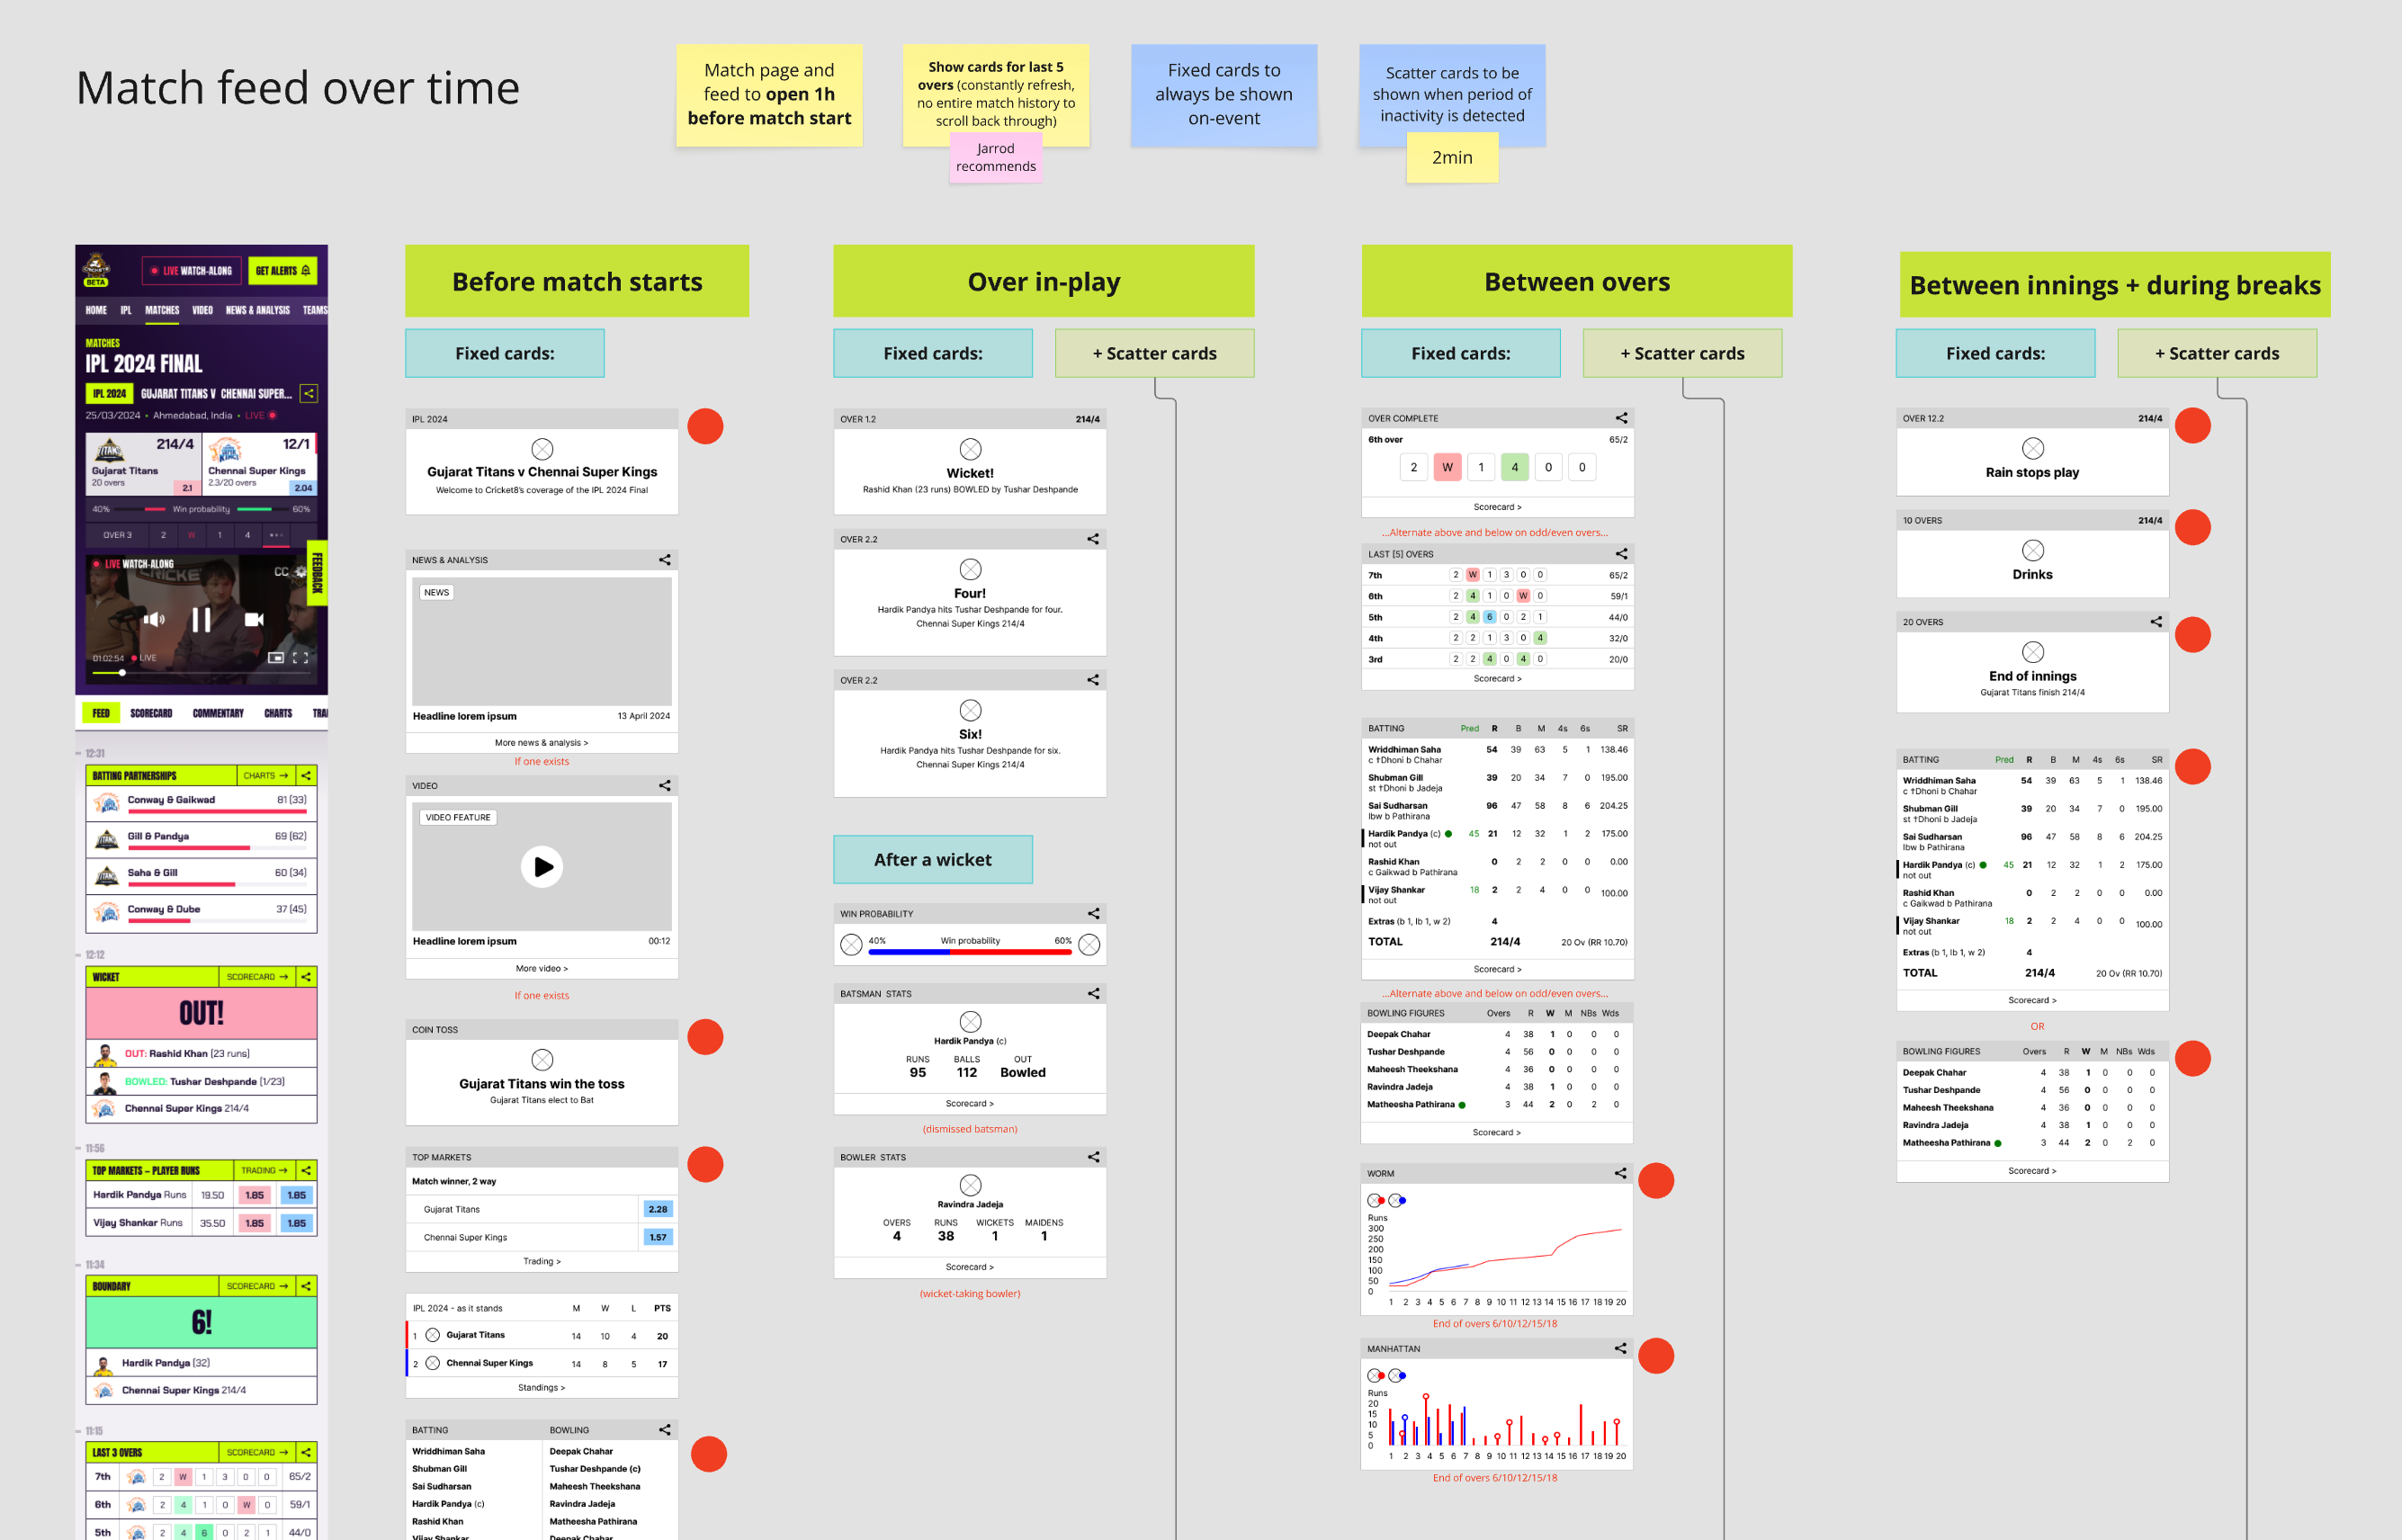 Match feed over time
Match page and
feed to open 1h
before match start
Show cards for last 5
overs (constantly refresh,
no entire match history to
scroll back through)
Jarrod
recommends
Fixed cards to
always be shown
on-event
Scatter cards to be
shown when period of
inactivity is detected
2min
BETA
LIVE WATCH-ALONG
GET ALERTS
HOME IPL MATCHES VIDEO NEWS & ANALYSIS TEAMS
MATCHES
IPL 2024 FINAL
IPL 2024 GUJARAT TITANS V CHENNAI SUPER...
25/03/2024 • Ahmedabad, India • LIVE
TITANS 214/4 12/1
Gujarat Titans Chennai Super Kings
20 overs 2.1 2.3/20 overs 2.04
40% Win probability 60%
OVER 3 2 W 1 4
LIVE WATCH-ALONG CC
FEEDBACK
01:02:54 LIVE
FEED SCORECARD COMMENTARY CHARTS TRA
12:31
BATTING PARTNERSHIPS CHARTS →
Conway & Gaikwad 81 (33)
Gill & Pandya 69 (62)
Saha & Gill 60 (34)
Conway & Dube 37 (45)
12:12
WICKET SCORECARD →
OUT!
OUT: Rashid Khan (23 runs)
BOWLED: Tushar Deshpande (1/23)
Chennai Super Kings 214/4
11:56
TOP MARKETS – PLAYER RUNS TRADING →
Hardik Pandya Runs 19.50 1.85 1.85
Vijay Shankar Runs 35.50 1.85 1.85
11:34
BOUNDARY SCORECARD →
6!
Hardik Pandya (32)
Chennai Super Kings 214/4
11:15
LAST 3 OVERS SCORECARD →
7th 2 W 1 3 0 0 65/2
6th 2 4 1 0 W 0 59/1
5th 2 4 6 0 2 1 44/0
Before match starts
Fixed cards:
IPL 2024
Gujarat Titans v Chennai Super Kings
Welcome to Cricket8's coverage of the IPL 2024 Final
NEWS & ANALYSIS
NEWS
Headline lorem ipsum 13 April 2024
More news & analysis >
If one exists
VIDEO
VIDEO FEATURE
Headline lorem ipsum 00:12
More video >
If one exists
COIN TOSS
Gujarat Titans win the toss
Gujarat Titans elect to Bat
TOP MARKETS
Match winner, 2 way
Gujarat Titans 2.28
Chennai Super Kings 1.57
Trading >
IPL 2024 - as it stands M W L PTS
1 Gujarat Titans 14 10 4 20
2 Chennai Super Kings 14 8 5 17
Standings >
BATTING BOWLING
Wriddhiman Saha Deepak Chahar
Shubman Gill Tushar Deshpande (c)
Sai Sudharsan Maheesh Theekshana
Hardik Pandya (c) Ravindra Jadeja
Rashid Khan Matheesha Pathirana
Vijay Shankar Deepak Chahar
Over in-play
Fixed cards: + Scatter cards
OVER 1.2 214/4
Wicket!
Rashid Khan (23 runs) BOWLED by Tushar Deshpande
OVER 2.2
Four!
Hardik Pandya hits Tushar Deshpande for four.
Chennai Super Kings 214/4
OVER 2.2
Six!
Hardik Pandya hits Tushar Deshpande for six.
Chennai Super Kings 214/4
After a wicket
WIN PROBABILITY
40% Win probability 60%
BATSMAN STATS
Hardik Pandya (c)
RUNS BALLS OUT
95 112 Bowled
Scorecard >
(dismissed batsman)
BOWLER STATS
Ravindra Jadeja
OVERS RUNS WICKETS MAIDENS
4 38 1 1
Scorecard >
(wicket-taking bowler)
Between overs
Fixed cards: + Scatter cards
OVER COMPLETE
6th over 65/2
2 W 1 4 0 0
Scorecard >
...Alternate above and below on odd/even overs...
LAST [5] OVERS
7th 2 W 1 3 0 0 65/2
6th 2 4 1 0 W 0 59/1
5th 2 4 6 0 2 1 44/0
4th 2 2 1 3 0 4 32/0
3rd 2 2 4 0 4 0 20/0
Scorecard >
BATTING Pred R B M 4s 6s SR
Wriddhiman Saha 54 39 63 5 1 138.46
c †Dhoni b Chahar
Shubman Gill 39 20 34 7 0 195.00
st †Dhoni b Jadeja
Sai Sudharsan 96 47 58 8 6 204.25
lbw b Pathirana
Hardik Pandya (c) 45 21 12 32 1 2 175.00
not out
Rashid Khan 0 2 2 0 0 0.00
c Gaikwad b Pathirana
Vijay Shankar 18 2 2 4 0 0 100.00
not out
Extras (b 1, lb 1, w 2) 4
TOTAL 214/4 20 Ov (RR 10.70)
Scorecard >
...Alternate above and below on odd/even overs...
BOWLING FIGURES Overs R W M NBs Wds
Deepak Chahar 4 38 1 0 0 0
Tushar Deshpande 4 56 0 0 0 0
Maheesh Theekshana 4 36 0 0 0 0
Ravindra Jadeja 4 38 1 0 0 0
Matheesha Pathirana 3 44 2 0 2 0
Scorecard >
WORM
Runs
300
250
200
150
100
50
0
1 2 3 4 5 6 7 8 9 10 11 12 13 14 15 16 17 18 19 20
End of overs 6/10/12/15/18
MANHATTAN
Runs
20
15
10
5
0
1 2 3 4 5 6 7 8 9 10 11 12 13 14 15 16 17 18 19 20
End of overs 6/10/12/15/18
Between innings + during breaks
Fixed cards: + Scatter cards
OVER 12.2 214/4
Rain stops play
10 OVERS 214/4
Drinks
20 OVERS
End of innings
Gujarat Titans finish 214/4
BATTING Pred R B M 4s 6s SR
Wriddhiman Saha 54 39 63 5 1 138.46
c †Dhoni b Chahar
Shubman Gill 39 20 34 7 0 195.00
st †Dhoni b Jadeja
Sai Sudharsan 96 47 58 8 6 204.25
lbw b Pathirana
Hardik Pandya (c) 45 21 12 32 1 2 175.00
not out
Rashid Khan 0 2 2 0 0 0.00
c Gaikwad b Pathirana
Vijay Shankar 18 2 2 4 0 0 100.00
not out
Extras (b 1, lb 1, w 2) 4
TOTAL 214/4 20 Ov (RR 10.70)
Scorecard >
OR
BOWLING FIGURES Overs R W M NBs Wds
Deepak Chahar 4 38 1 0 0 0
Tushar Deshpande 4 56 0 0 0 0
Maheesh Theekshana 4 36 0 0 0 0
Ravindra Jadeja 4 38 1 0 0 0
Matheesha Pathirana 3 44 2 0 2 0
Scorecard >